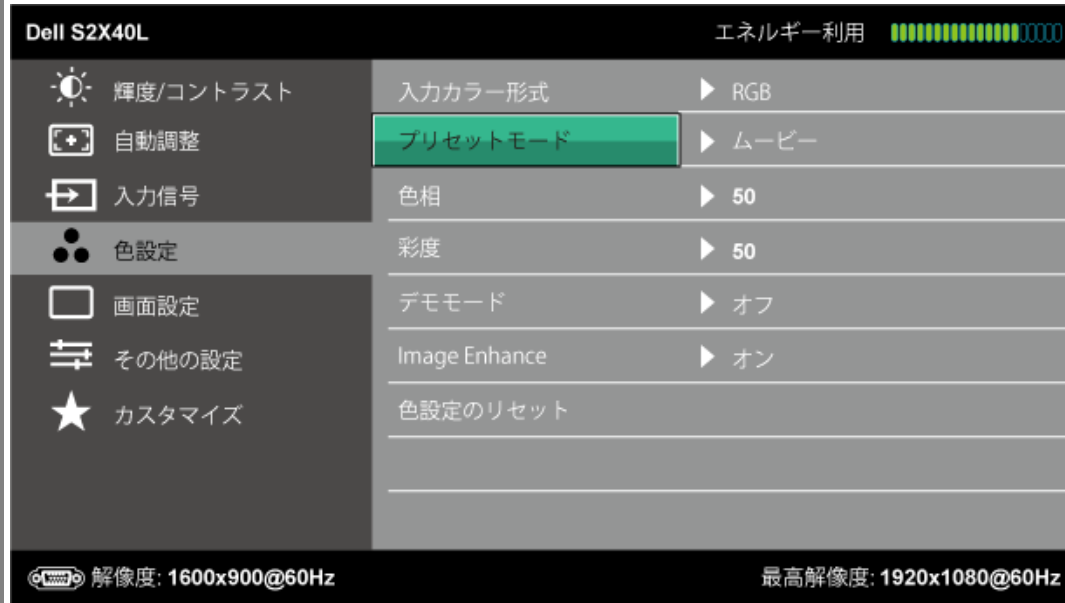 Dell S2X40L
エネルギー利用
輝度/コントラスト
自動調整
入力信号
色設定
画面設定
その他の設定
カスタマイズ
入力カラー形式 RGB
プリセットモード ムービー
色相 50
彩度 50
デモモード オフ
Image Enhance オン
色設定のリセット
解像度: 1600x900@60Hz
最高解像度: 1920x1080@60Hz